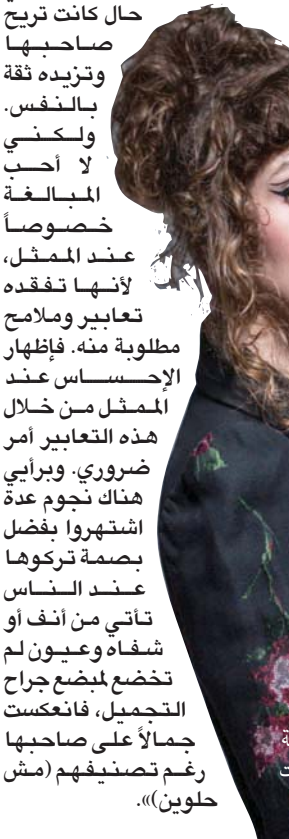 حال كانت تريح
صاحبها
وتزيده ثقة
بالنفس.
ولكني
لا أحب
المبالغة
خصوصاً
عند الممثل،
لأنها تفقده
تعابير وملامح
مطلوبة منه. فإظهار
الإحساس عند
الممثل من خلال
هذه التعابير أمر
ضروري. وبرأيي
هناك نجوم عدة
اشتهروا بفضل
بصمة تركوها
عند الناس
تأتي من أنف أو
شفاه وعيون لم
تخضع لمبضع جراح
التجميل، فانعكست
جمالاً على صاحبها
رغم تصنيفهم (مش
حلوين)».